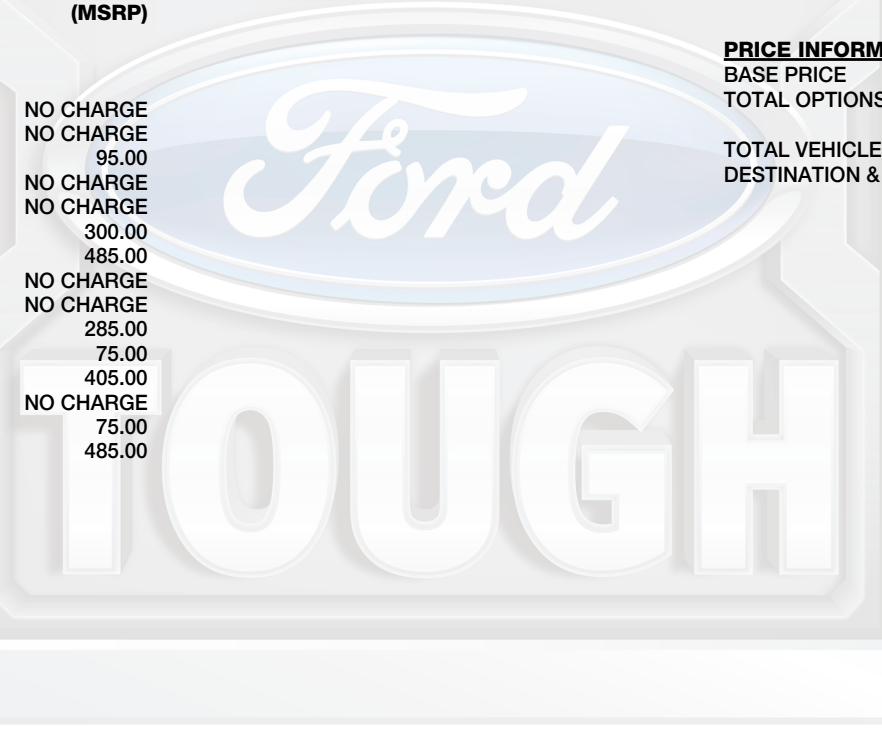 (MSRP)
NO CHARGE
NO CHARGE
95.00
NO CHARGE
NO CHARGE
300.00
485.00
NO CHARGE
NO CHARGE
285.00
75.00
405.00
NO CHARGE
75.00
485.00
PRICE INFORM
BASE PRICE
TOTAL OPTIONS
TOTAL VEHICLE
DESTINATION &
Ford
TOUGH